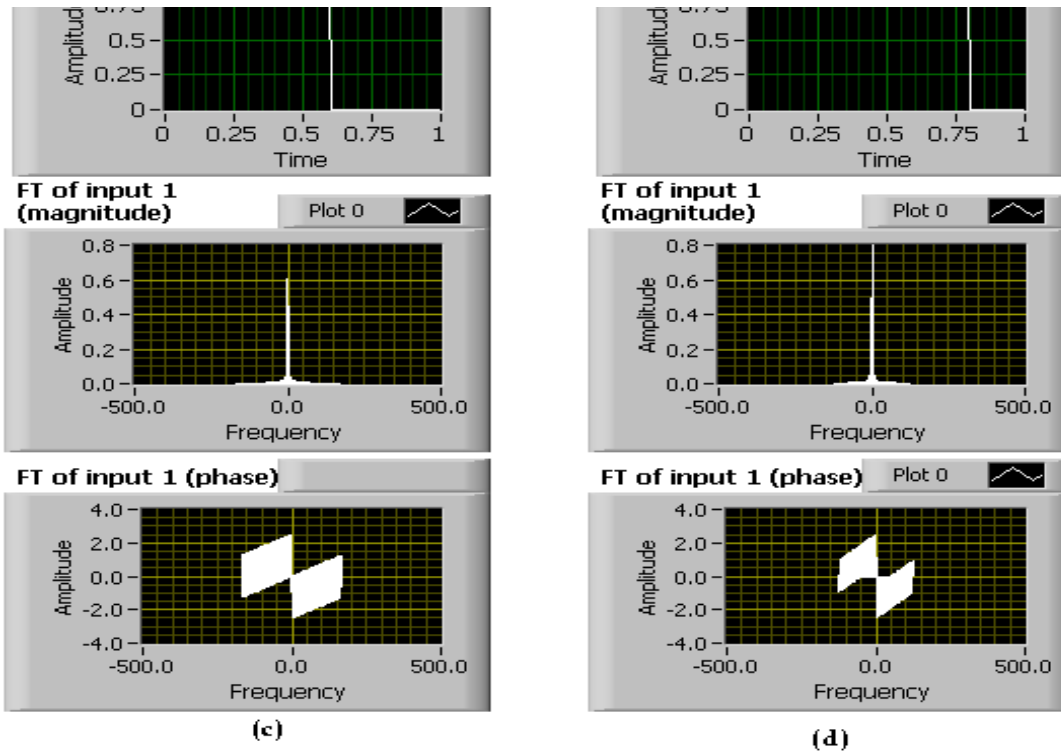 0.75
0.5
0.25
0
Amplitude
0 0.25 0.5 0.75 1
Time
FT of input 1
(magnitude)
Plot 0
0.8
0.6
0.4
0.2
0.0
Amplitude
-500.0 0.0 500.0
Frequency
FT of input 1 (phase)
4.0
2.0
0.0
-2.0
-4.0
Amplitude
-500.0 0.0 500.0
Frequency
(c)
0.75
0.5
0.25
0
Amplitude
0 0.25 0.5 0.75 1
Time
FT of input 1
(magnitude)
Plot 0
0.8
0.6
0.4
0.2
0.0
Amplitude
-500.0 0.0 500.0
Frequency
FT of input 1 (phase)
Plot 0
4.0
2.0
0.0
-2.0
-4.0
Amplitude
-500.0 0.0 500.0
Frequency
(d)